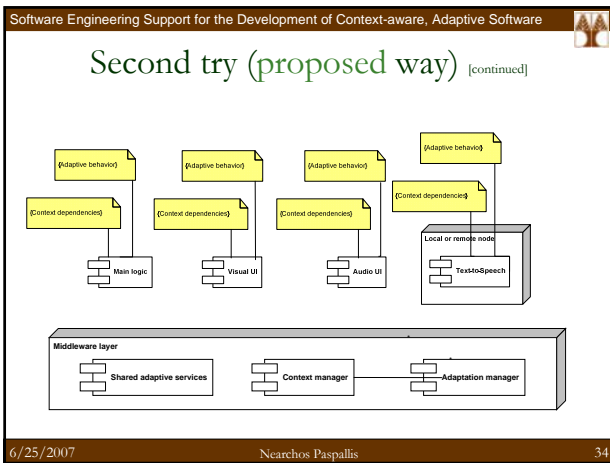 Software Engineering Support for the Development of Context-aware, Adaptive Software
Second try (proposed way) [continued]
{Adaptive behavior}
{Adaptive behavior}
{Adaptive behavior}
{Adaptive behavior}
{Context dependencies}
{Context dependencies}
{Context dependencies}
{Context dependencies}
Local or remote node
Main logic
Visual UI
Audio UI
Text-to-Speech
Middleware layer
Shared adaptive services
Context manager
Adaptation manager
6/25/2007
Nearchos Paspallis
34